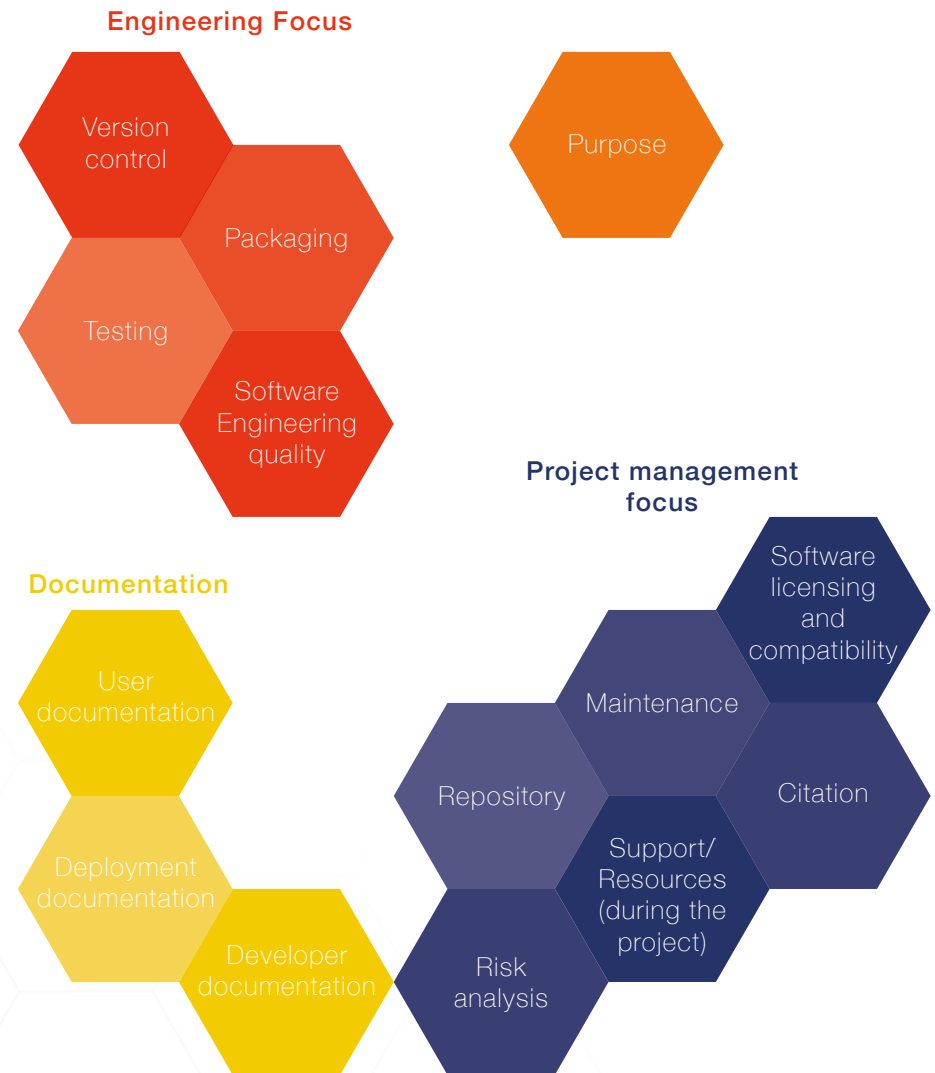 Engineering Focus
Version
control
Purpose
Packaging
Testing
Software
Engineering
quality
Project management
focus
Software
licensing
and
compatibility
Documentation
User
documentation
Maintenance
Repository
Citation
Deployment
documentation
Support/
Resources
(during the
project)
Developer
documentation
Risk
analysis